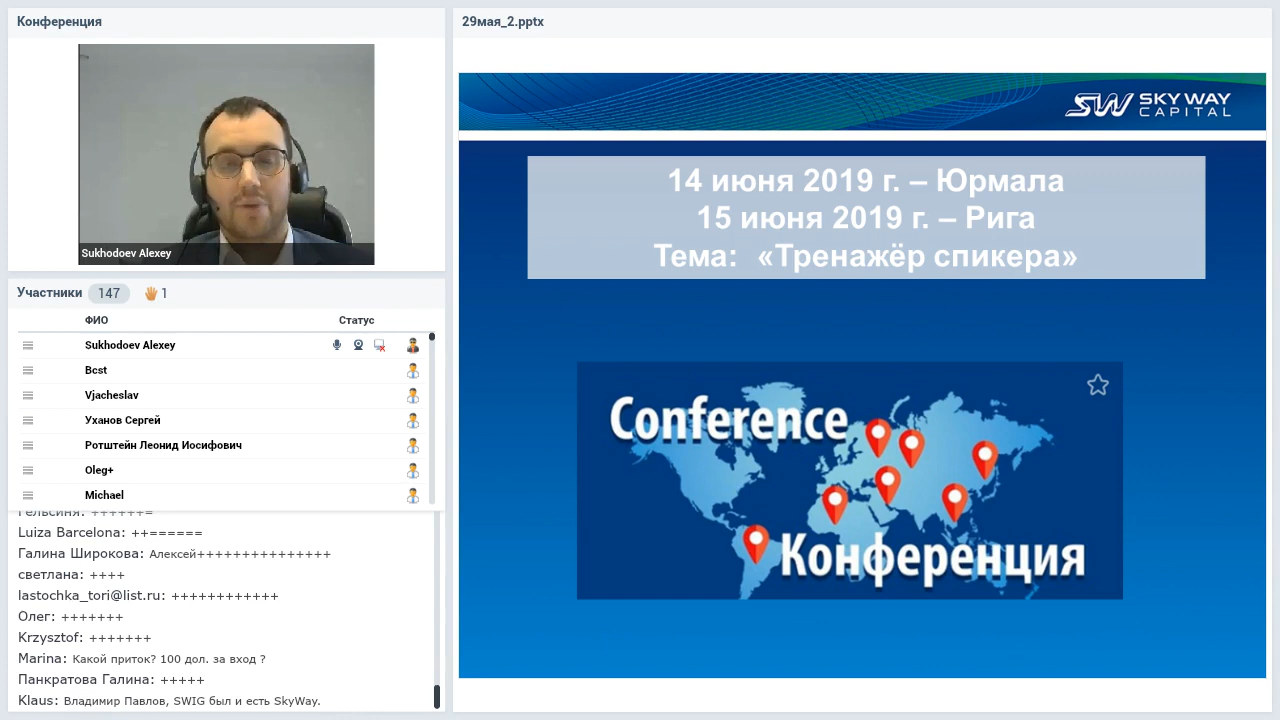 Конференция
Sukhodoev Alexey
Участники 147 1
ФИО Статус
Sukhodoev Alexey
Bcst
Vjacheslav
Уханов Сергей
Ротштейн Леонид Иосифович
Oleg+
Michael
Гельсиня: ++++++=
Luiza Barcelona: ++======
Галина Широкова: Алексей+++++++++++++++
светлана: ++++
lastochka_tori@list.ru: ++++++++++++
Олег: +++++++
Krzysztof: +++++++
Marina: Какой приток? 100 дол. за вход ?
Панкратова Галина: +++++
Klaus: Владимир Павлов, SWIG был и есть SkyWay.
29мая_2.pptx
SW SKY WAY
CAPITAL
14 июня 2019 г. – Юрмала
15 июня 2019 г. – Рига
Тема: «Тренажёр спикера»
Conference
Конференция